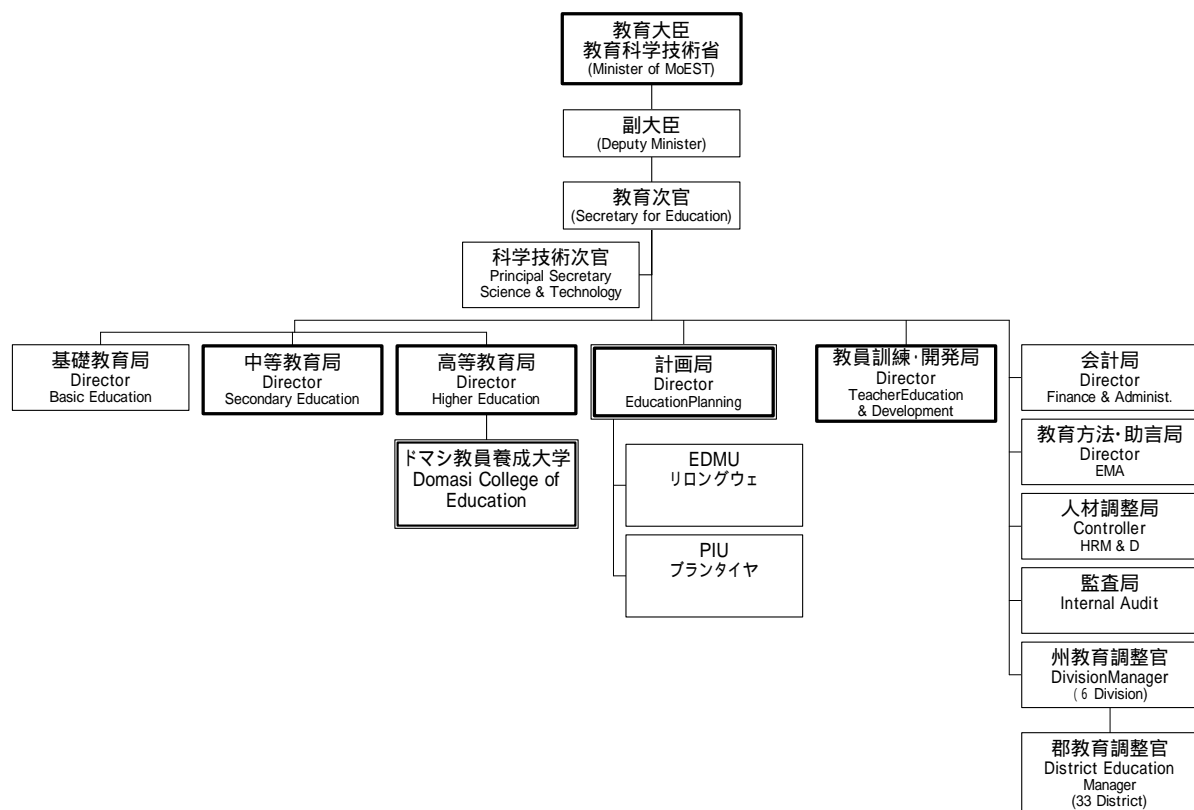 教育大臣
教育科学技術省
(Minister of MoEST)
副大臣
(Deputy Minister)
教育次官
(Secretary for Education)
科学技術次官
Principal Secretary
Science & Technology
基礎教育局
Director
Basic Education
中等教育局
Director
Secondary Education
高等教育局
Director
Higher Education
計画局
Director
EducationPlanning
教員訓練・開発局
Director
TeacherEducation
& Development
会計局
Director
Finance & Administ.
ドマシ教員養成大学
Domasi College of
Education
EDMU
リロングウェ
PIU
ブランタイヤ
教育方法・助言局
Director
EMA
人材調整局
Controller
HRM & D
監査局
Internal Audit
州教育調整官
DivisionManager
(6 Division)
郡教育調整官
District Education
Manager
(33 District)